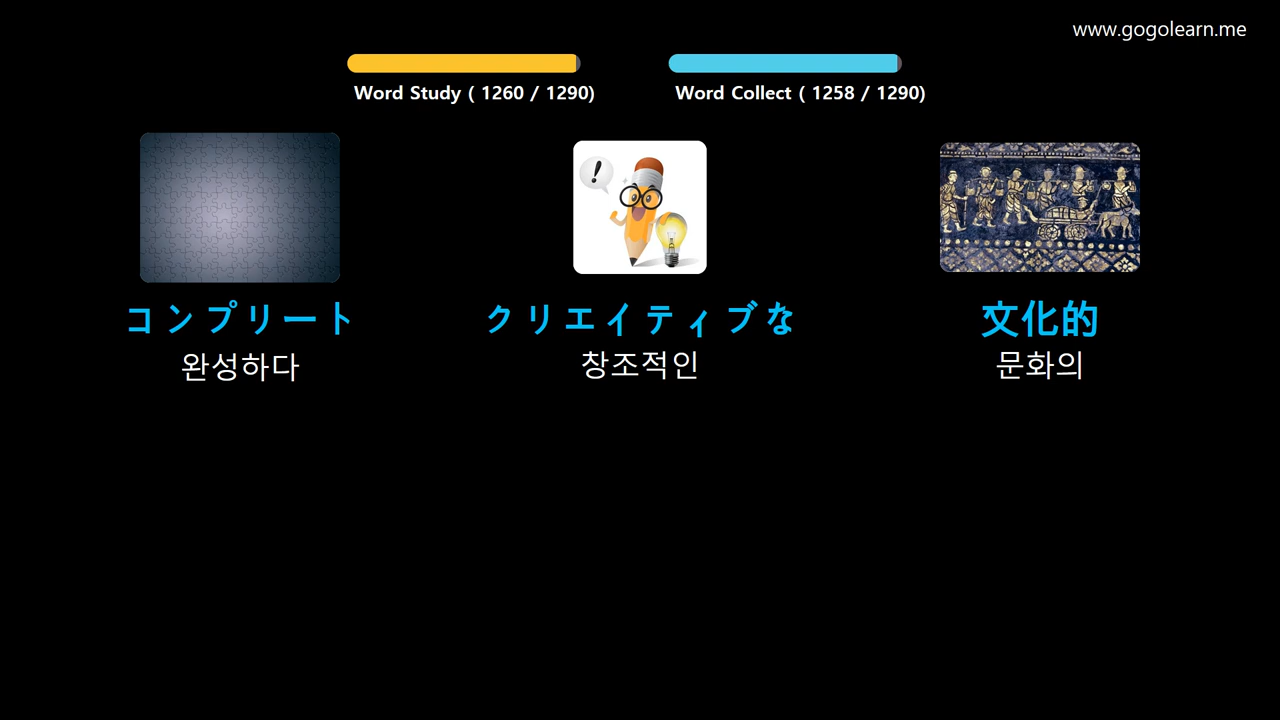 www.gogolearn.me
Word Study ( 1260 / 1290)
Word Collect ( 1258 / 1290)
!
コンプリート
クリエイティブな
文化的
완성하다
창조적인
문화의